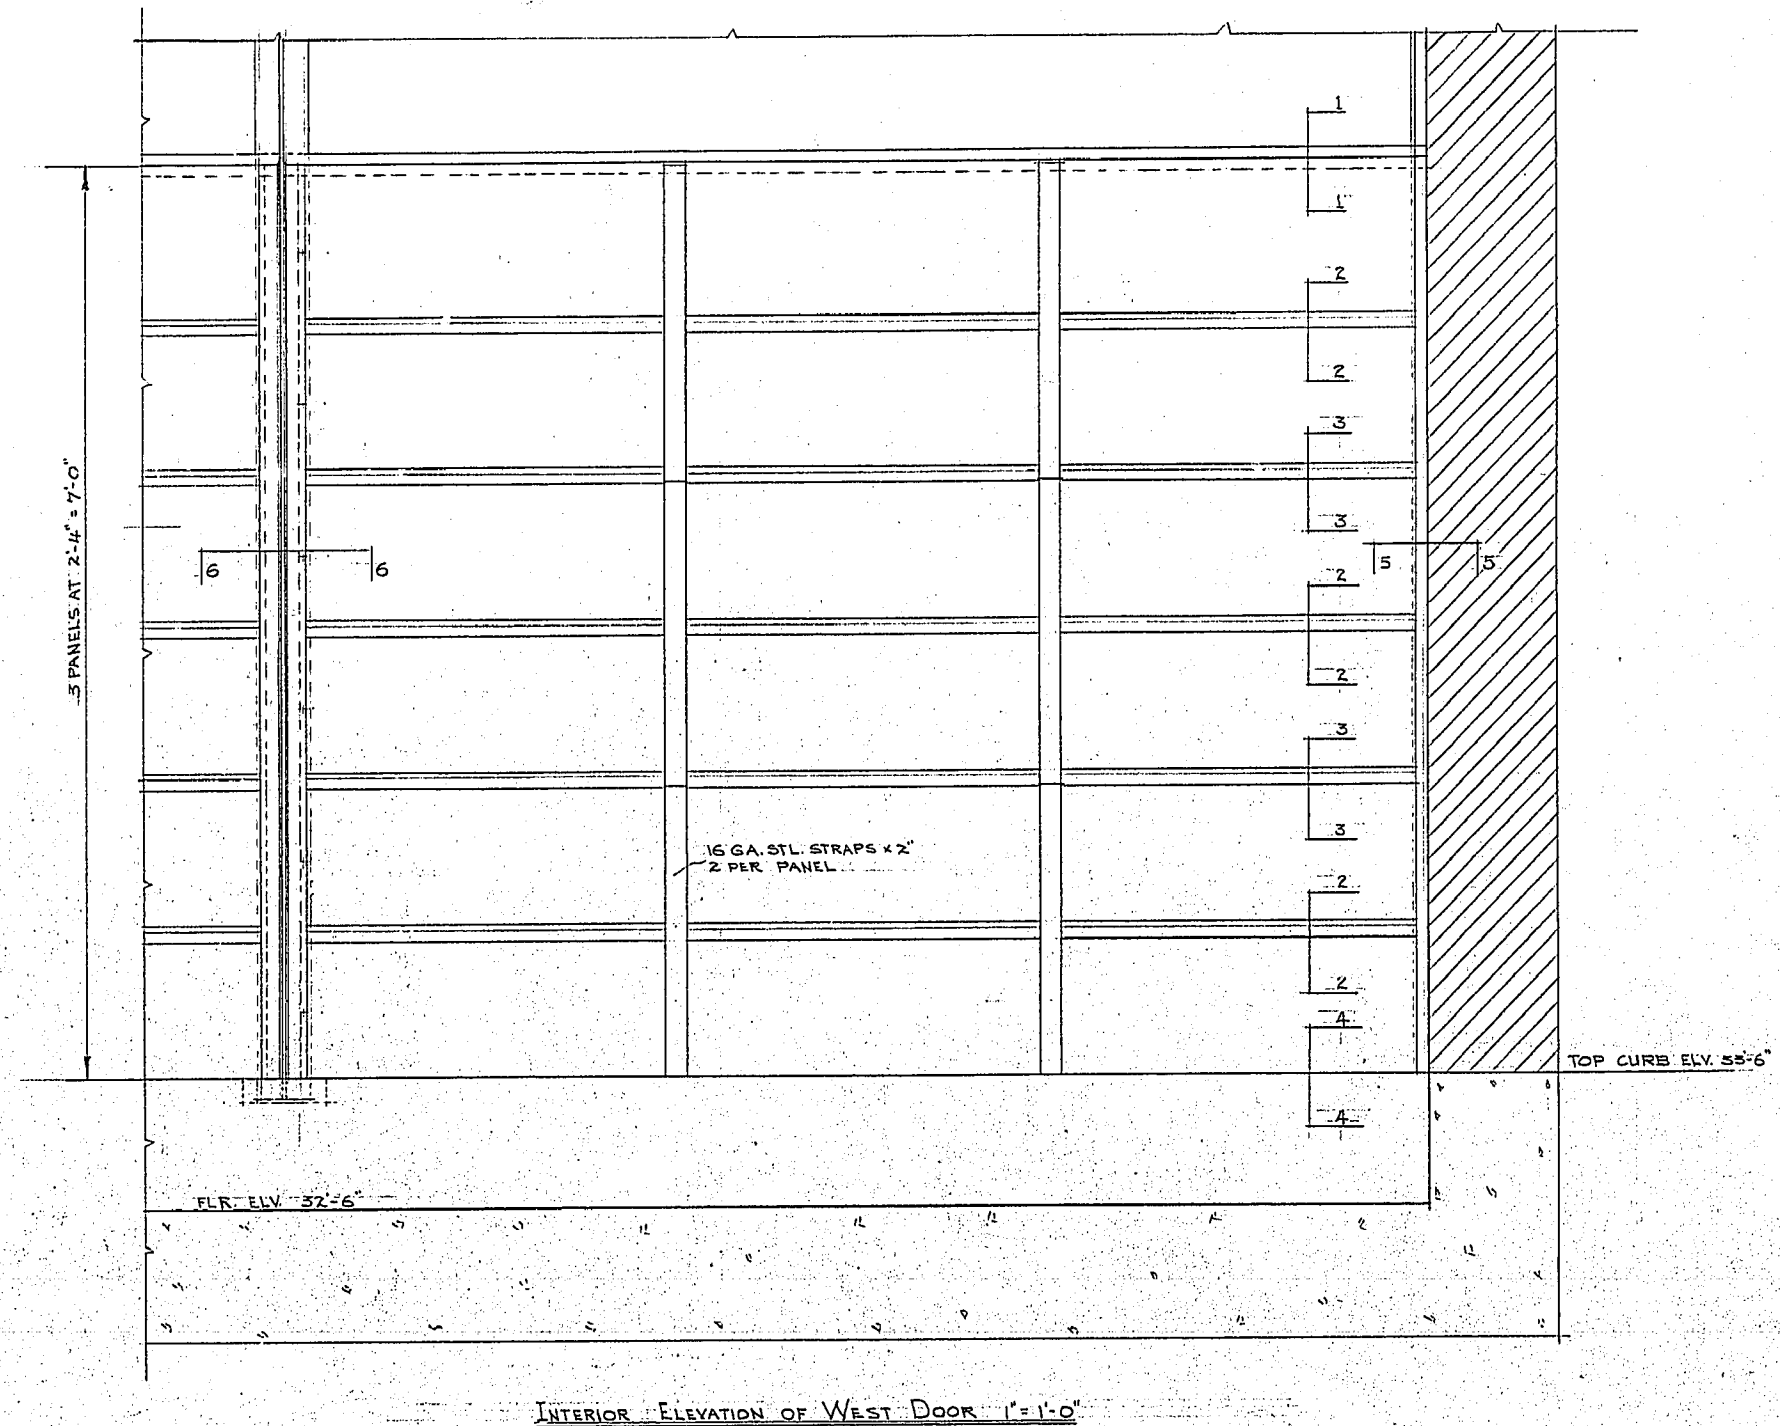 1
1
2
2
3
3
3 PANELS AT 2'-4" = 7'-0"
6 6
5 5
2
2
3
3
16 GA. STL. STRAPS x 2"
2 PER PANEL
2
2
4
TOP CURB ELV. 33'-6"
4
FLR. ELV. 32'-6"
INTERIOR ELEVATION OF WEST DOOR 1" = 1'-0"